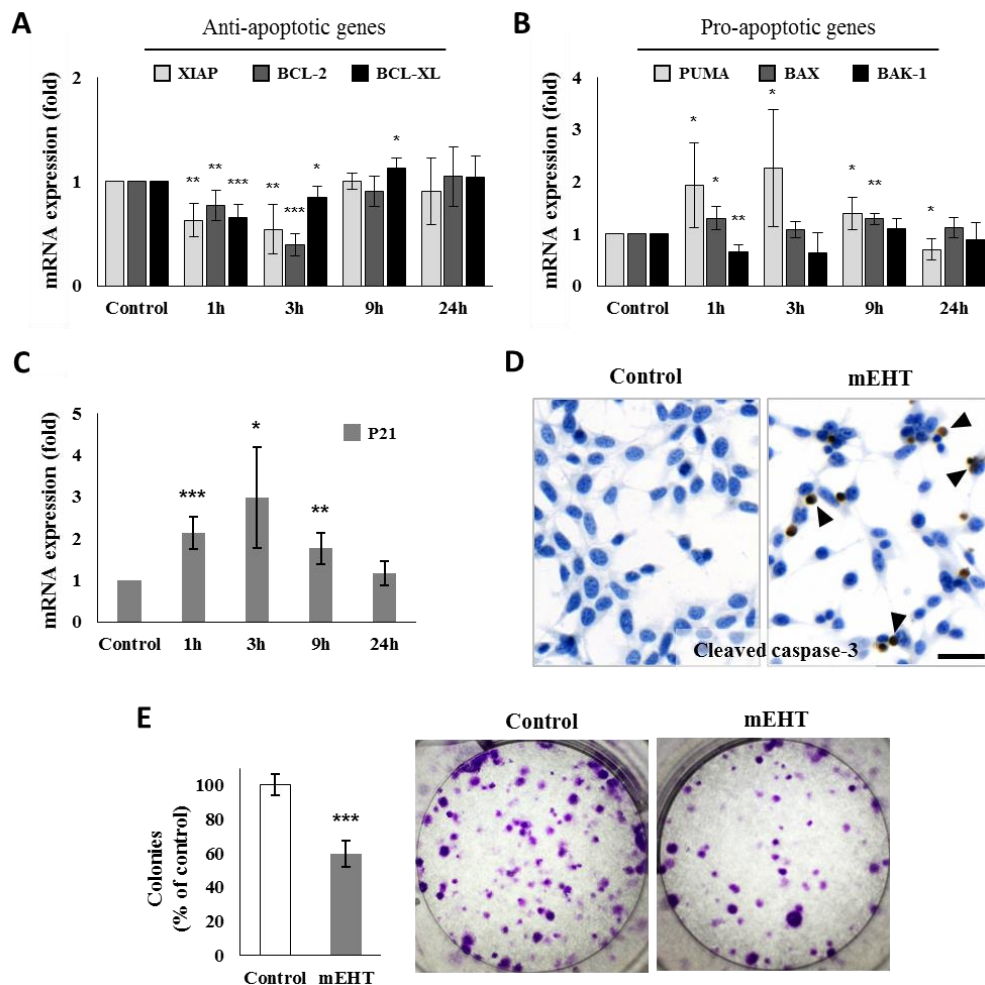 A
Anti-apoptotic genes
XIAP BCL-2 BCL-XL
mRNA expression (fold)
2
1
0
** ** *** ** *** * *
Control 1h 3h 9h 24h
B
Pro-apoptotic genes
PUMA BAX BAK-1
mRNA expression (fold)
4
3
2
1
0
* * ** * * ** *
Control 1h 3h 9h 24h
C
P21
mRNA expression (fold)
5
4
3
2
1
0
*** * **
Control 1h 3h 9h 24h
D
Control mEHT
Cleaved caspase-3
E
Colonies
(% of control)
100
80
60
40
20
0
***
Control mEHT
Control mEHT